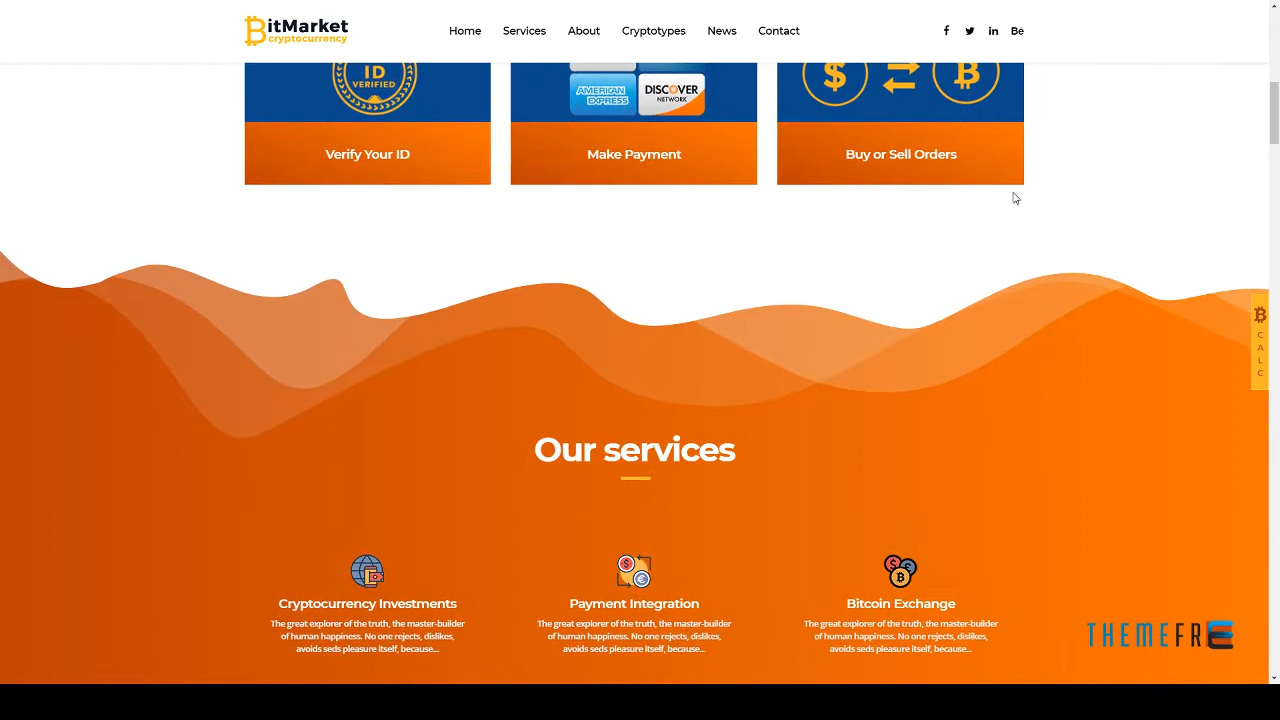 BitMarket
cryptocurrency
Home
Services
About
Cryptotypes
News
Contact
f
in
Bē
ID
VERIFIED
AMERICAN
EXPRESS
DISCOVER
NETWORK
Verify Your ID
Make Payment
Buy or Sell Orders
C
A
L
C
Our services
Cryptocurrency Investments
The great explorer of the truth, the master-builder
of human happiness. No one rejects, dislikes,
avoids seds pleasure itself, because...
Payment Integration
The great explorer of the truth, the master-builder
of human happiness. No one rejects, dislikes,
avoids seds pleasure itself, because...
Bitcoin Exchange
The great explorer of the truth, the master-builder
of human happiness. No one rejects, dislikes,
avoids seds pleasure itself, because...
THEMEFRE